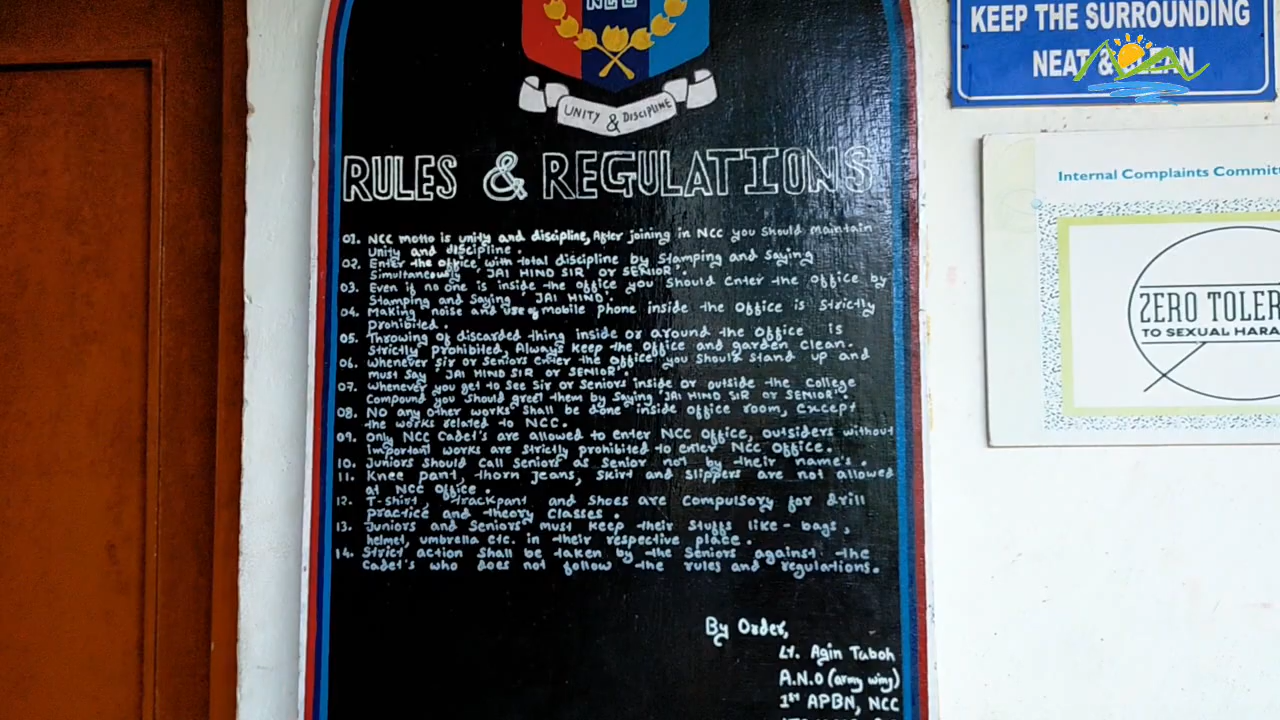 NCC
UNITY & DISCIPLINE
RULES & REGULATIONS
01. NCC motto is unity and discipline, After joining in NCC you should maintain
unity and discipline.
02. Enter the office with total discipline by stamping and saying
Simultaneously 'JAI HIND SIR' OR SENIOR'.
03. Even if no one is inside the office you should enter the office by
Stamping and Saying 'JAI HIND'.
04. Making noise and use of mobile phone inside the office is strictly
prohibited.
05. Throwing of discarded thing inside or around the office is
strictly prohibited, Always keep the office and garden clean.
06. Whenever sir or seniors enter the office, you should stand up and
must say 'JAI HIND SIR OR SENIOR'.
07. Whenever you get to see Sir or Seniors inside or outside the College
Compound you should greet them by saying 'JAI HIND SIR OR SENIOR'.
08. No any other works shall be done inside office room, except
the works related to NCC.
09. Only NCC Cadet's are allowed to enter NCC office, outsiders without
important works are strictly prohibited to enter NCC office.
10. Juniors should call seniors as senior not by their name's.
11. Knee pant, thorn jeans, skirt and slippers are not allowed
at NCC office.
12. T-Shirt, Trackpant and Shoes are Compulsory for drill
practice and theory classes.
13. Juniors and Seniors must keep their stuffs like - bags,
helmet, umbrella etc. in their respective place.
14. Strict action shall be taken by the Seniors against the
Cadet's who does not follow the rules and regulations.
By Order,
Lt. Agin Taboh
A.N.O (army wing)
1st APBN, NCC
KEEP THE SURROUNDING
NEAT & CLEAN
Internal Complaints
ZERO
TO SEXUAL